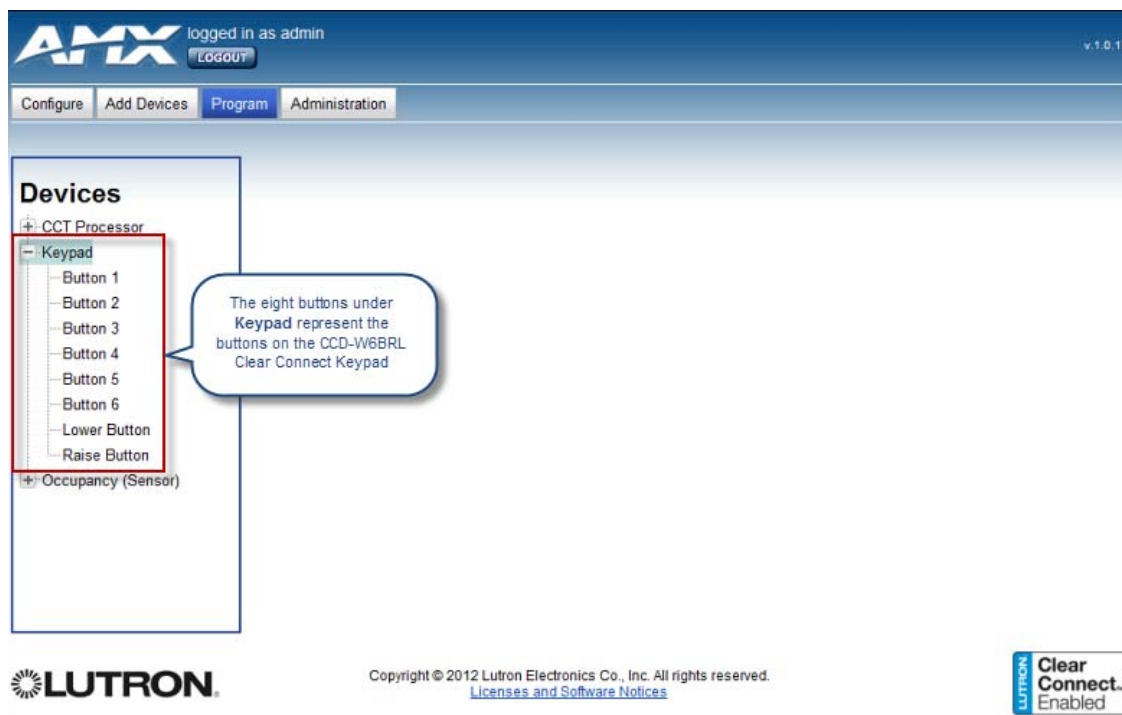 AMX
logged in as admin
LOGOUT
v.1.0.1
Configure Add Devices Program Administration
Devices
CCT Processor
Keypad
Button 1
Button 2
Button 3
Button 4
Button 5
Button 6
Lower Button
Raise Button
Occupancy (Sensor)
The eight buttons under
Keypad represent the
buttons on the CCD-W6BRL
Clear Connect Keypad
LUTRON.
Copyright © 2012 Lutron Electronics Co., Inc. All rights reserved.
Licenses and Software Notices
LUTRON
Clear
Connect™
Enabled